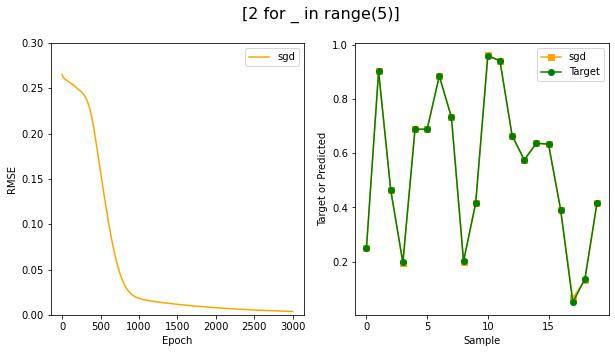 [2 for _ in range(5)]
0.30
0.25
0.20
0.15
0.10
0.05
0.00
RMSE
0
500
1000
1500
2000
2500
3000
Epoch
sgd
1.0
0.8
0.6
0.4
0.2
Target or Predicted
0
5
10
15
Sample
sgd
Target